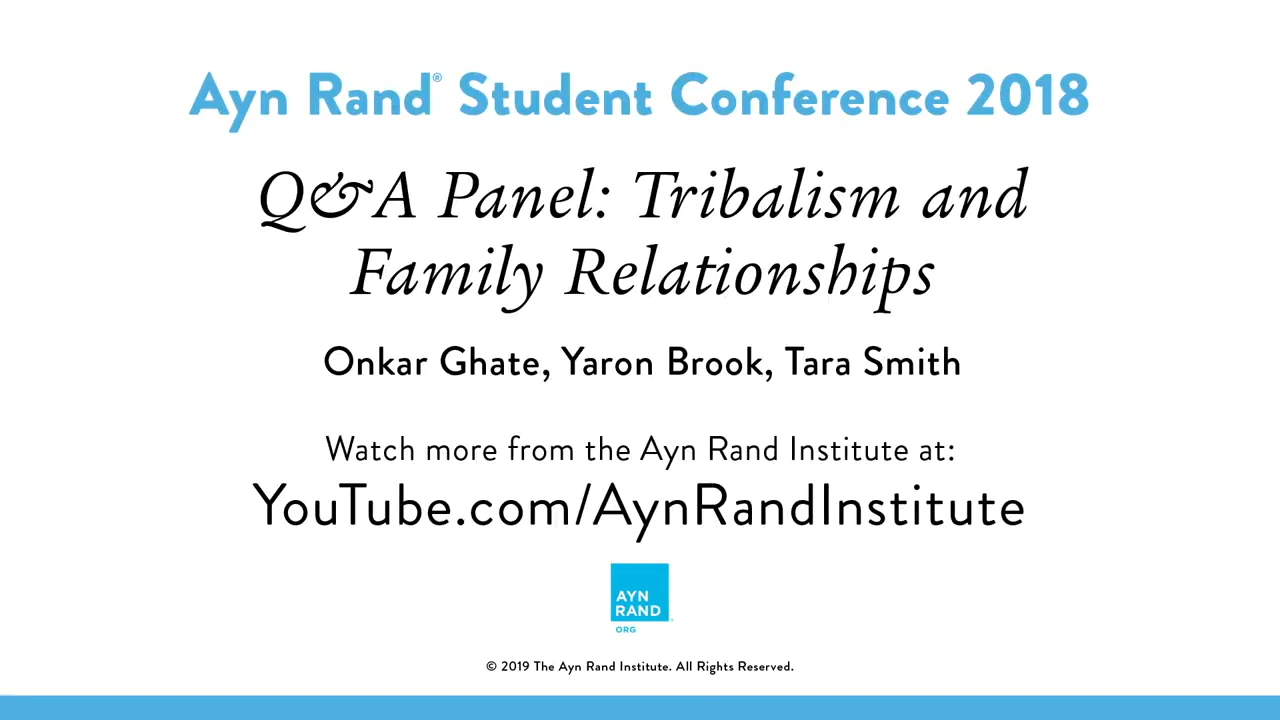 Ayn Rand® Student Conference 2018
Q&A Panel: Tribalism and
Family Relationships
Onkar Ghate, Yaron Brook, Tara Smith
Watch more from the Ayn Rand Institute at:
YouTube.com/AynRandInstitute
AYN
RAND
ORG
© 2019 The Ayn Rand Institute. All Rights Reserved.